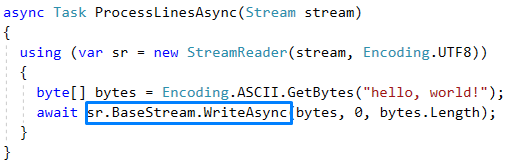 async Task ProcessLinesAsync(Stream stream)
{
using (var sr = new StreamReader(stream, Encoding.UTF8))
{
byte[] bytes = Encoding.ASCII.GetBytes("hello, world!");
await sr.BaseStream.WriteAsync(bytes, 0, bytes.Length);
}
}